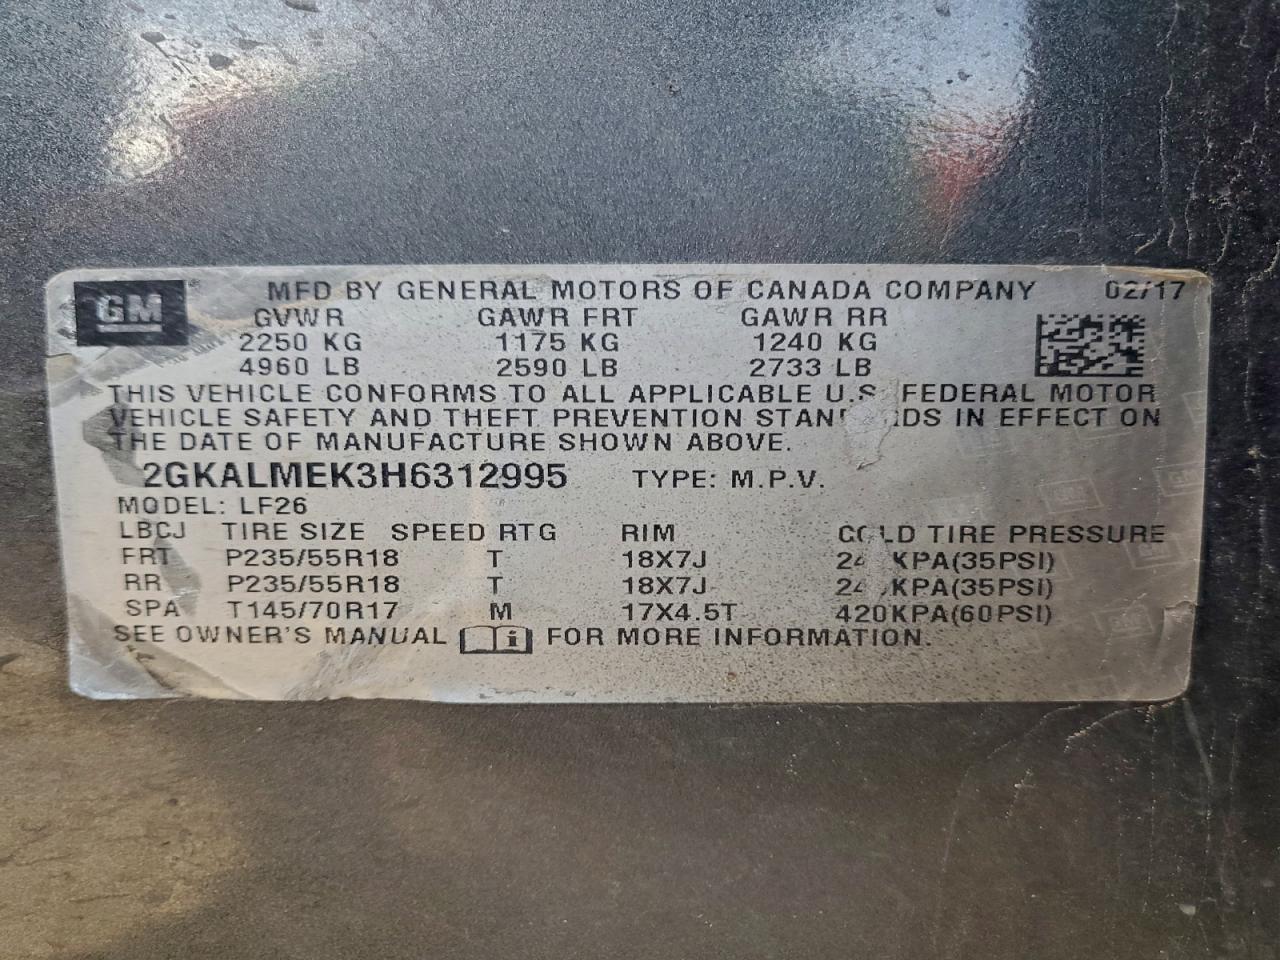 GM MFD BY GENERAL MOTORS OF CANADA COMPANY 02/17
GVWR GAWR FRT GAWR RR
2250 KG 1175 KG 1240 KG
4960 LB 2590 LB 2733 LB
THIS VEHICLE CONFORMS TO ALL APPLICABLE U.S. FEDERAL MOTOR
VEHICLE SAFETY AND THEFT PREVENTION IN EFFECT ON
THE DATE OF MANUFACTURE SHOWN ABOVE.
2GKALMEK3H6312995 TYPE: M.P.V.
MODEL: LF26
LBCJ TIRE SIZE SPEED RTG RIM COLD TIRE PRESSURE
FRT P235/55R18 T 18X7J KPA(35PSI)
RR P235/55R18 T 18X7J KPA(35PSI)
SPA T145/70R17 M 17X4.5T 420KPA(60PSI)
SEE OWNER'S MANUAL i FOR MORE INFORMATION.